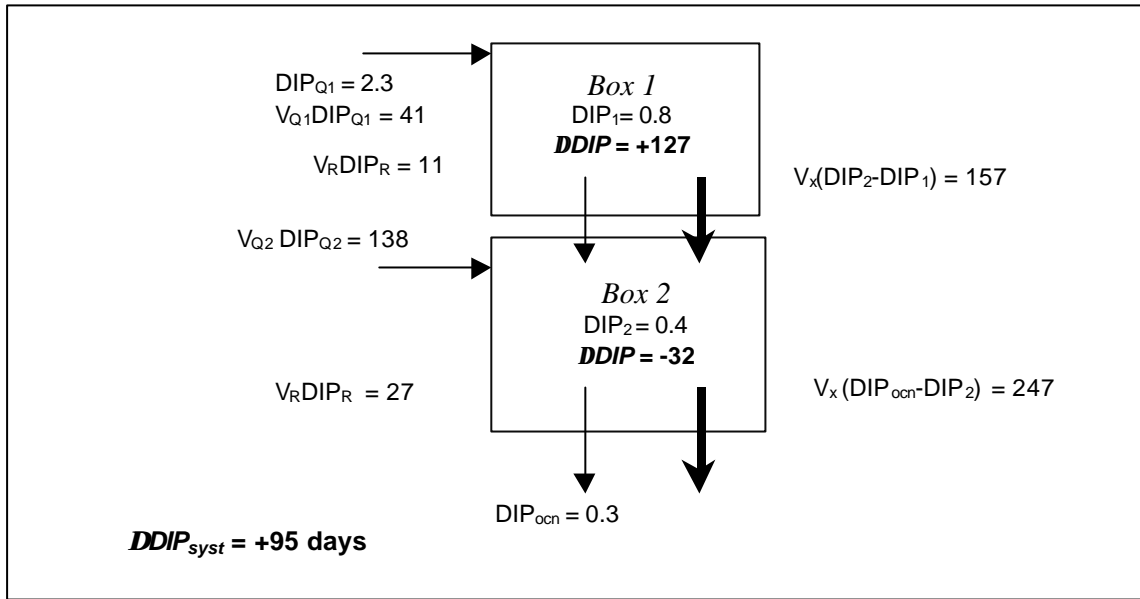 DIP_Q1 = 2.3
V_Q1DIP_Q1 = 41
V_RDIP_R = 11
Box 1
DIP_1= 0.8
DDIP = +127
V_x(DIP_2-DIP_1) = 157
V_Q2 DIP_Q2 = 138
Box 2
DIP_2 = 0.4
DDIP = -32
V_RDIP_R = 27
V_x (DIP_ocn-DIP_2) = 247
DIP_ocn = 0.3
DDIP_syst = +95 days